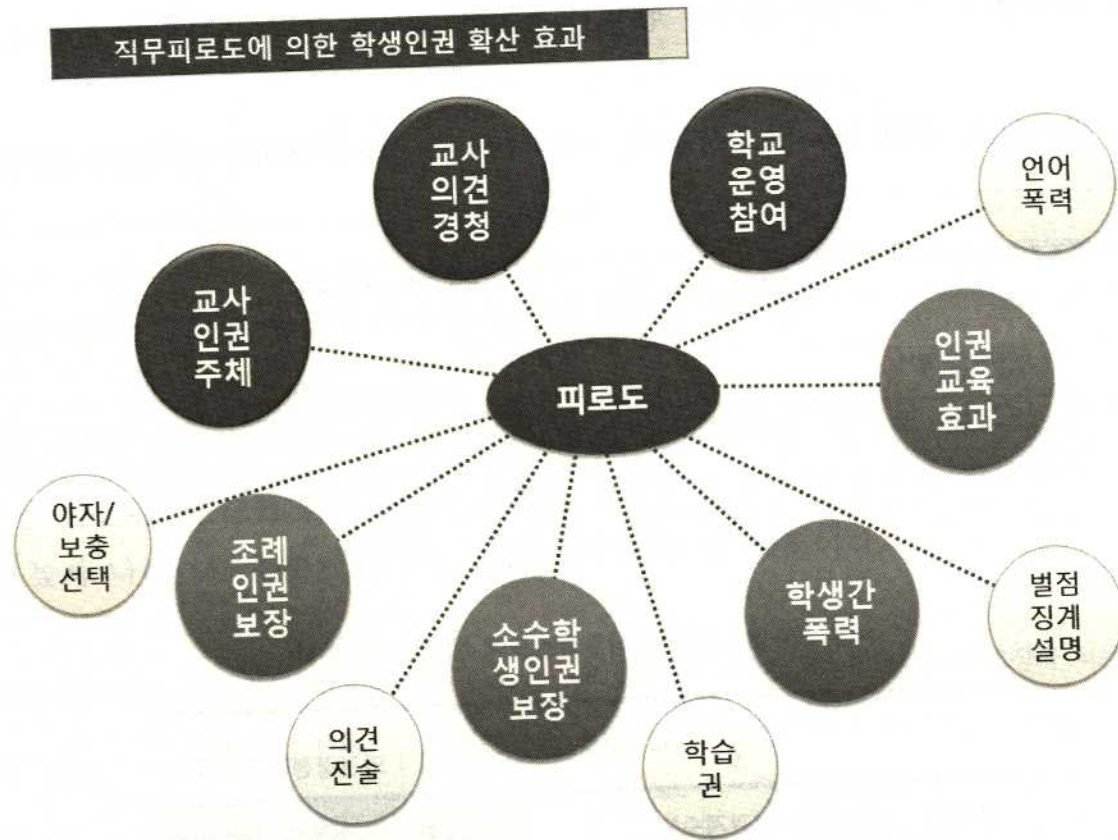 직무피로도에 의한 학생인권 확산 효과
교사
의견
경청
학교
운영
참여
언어
폭력
교사
인권
주체
피로도
인권
교육
효과
야자/
보충
선택
조례
인권
보장
소수학
생인권
보장
학생간
폭력
벌점
징계
설명
의견
진술
학습
권